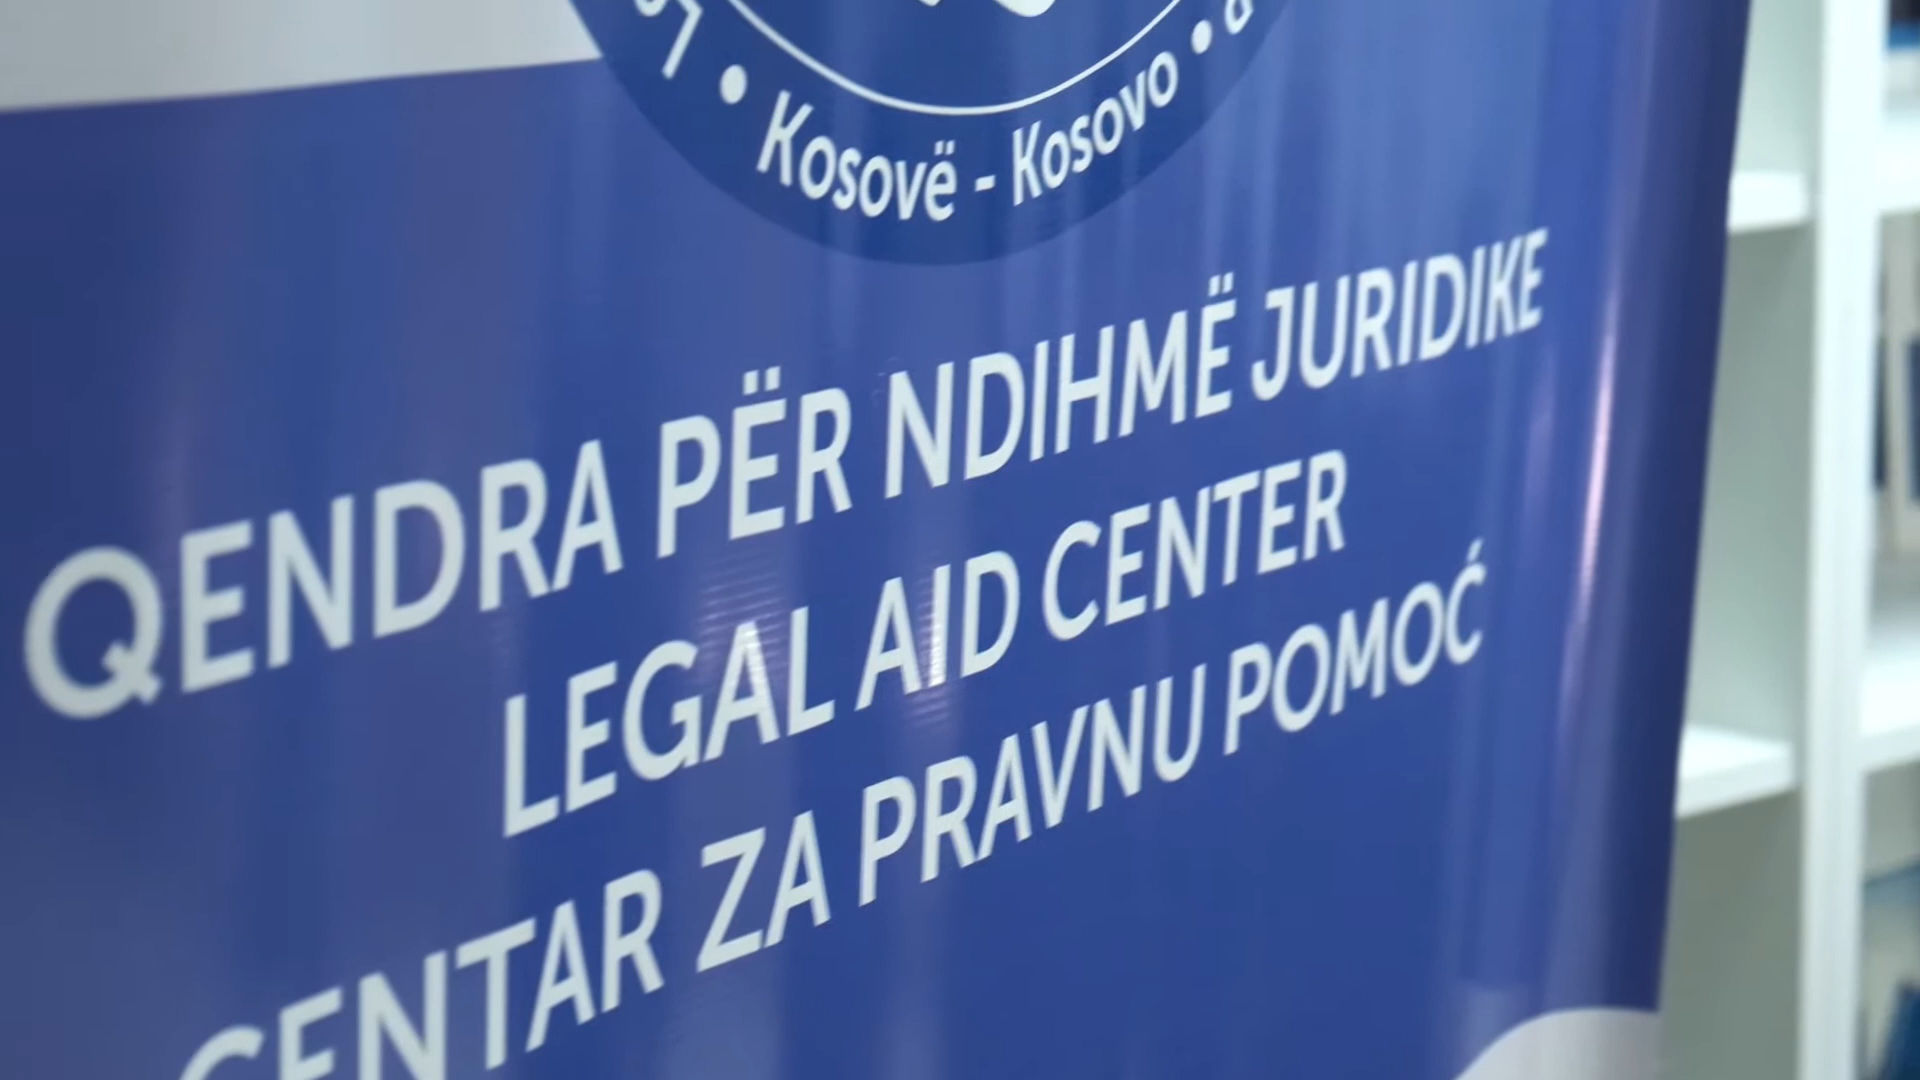 Kosovë - Kosovo
QENDRA PËR NDIHMË JURIDIKE
LEGAL AID CENTER
CENTAR ZA PRAVNU POMOĆ